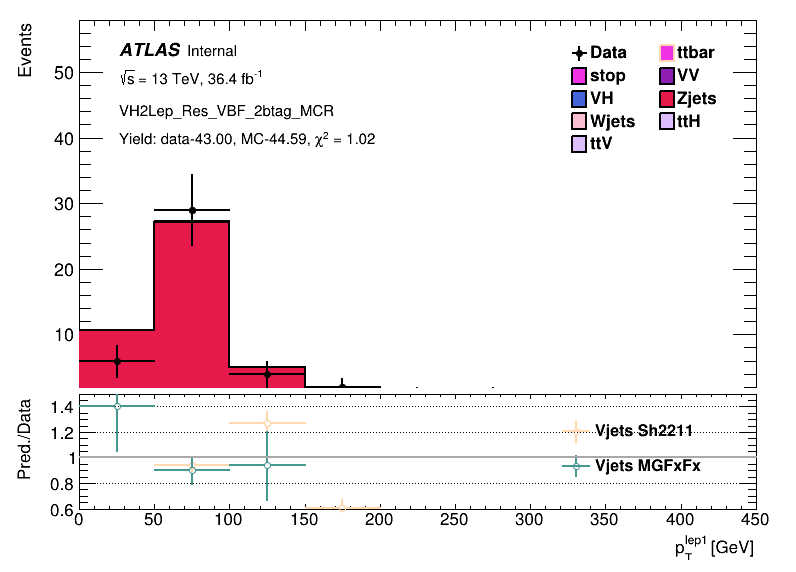 Events
ATLAS Internal
√s = 13 TeV, 36.4 fb⁻¹
VH2Lep_Res_VBF_2btag_MCR
Yield: data-43.00, MC-44.59, χ² = 1.02
Data ttbar
stop VV
VH Zjets
Wjets ttH
ttV
50
40
30
20
10
Pred./Data
1.4
1.2
1
0.8
0.6
Vjets Sh2211
Vjets MGFxFx
0 50 100 150 200 250 300 350 400 450
p_T^lep1 [GeV]